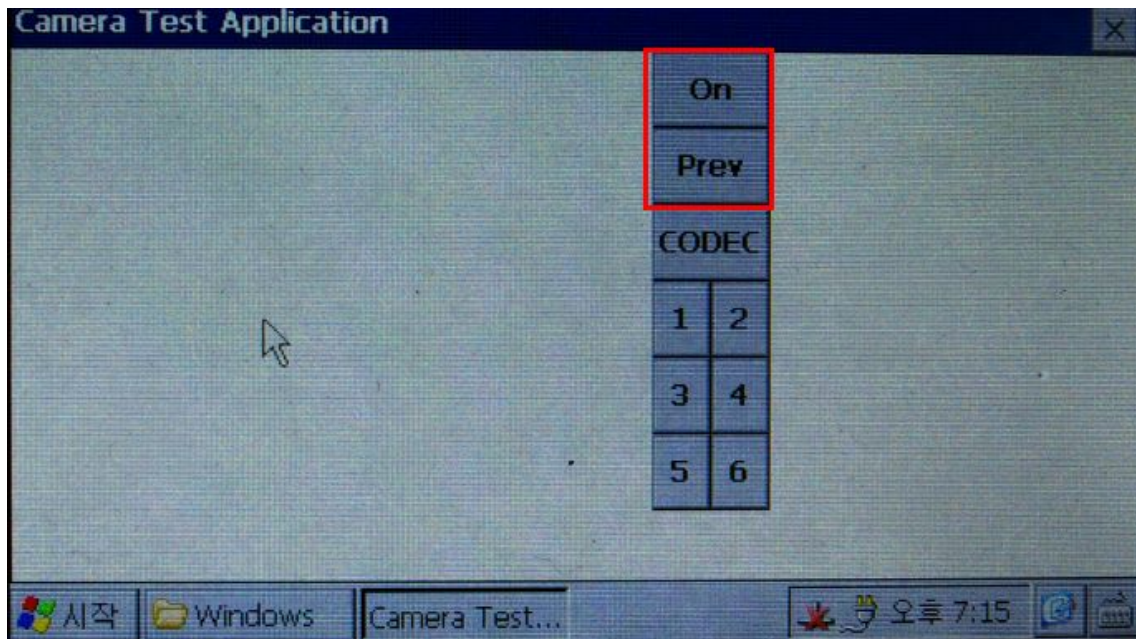 Camera Test Application
On
Prev
CODEC
1 2
3 4
5 6
시작 Windows Camera Test... 오후 7:15